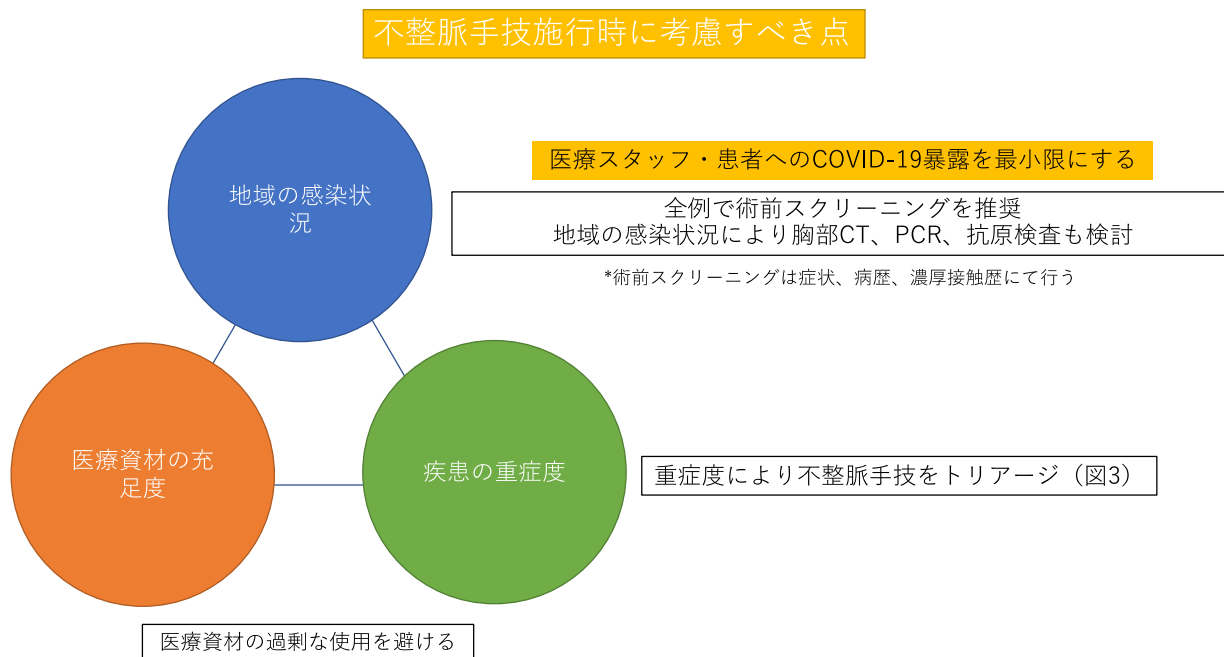 不整脈手技施行時に考慮すべき点
地域の感染状
況
医療スタッフ・患者へのCOVID-19暴露を最小限にする
全例で術前スクリーニングを推奨
地域の感染状況により胸部CT、PCR、抗原検査も検討
*術前スクリーニングは症状、病歴、濃厚接触歴にて行う
医療資材の充
足度
疾患の重症度
重症度により不整脈手技をトリアージ（図3）
医療資材の過剰な使用を避ける